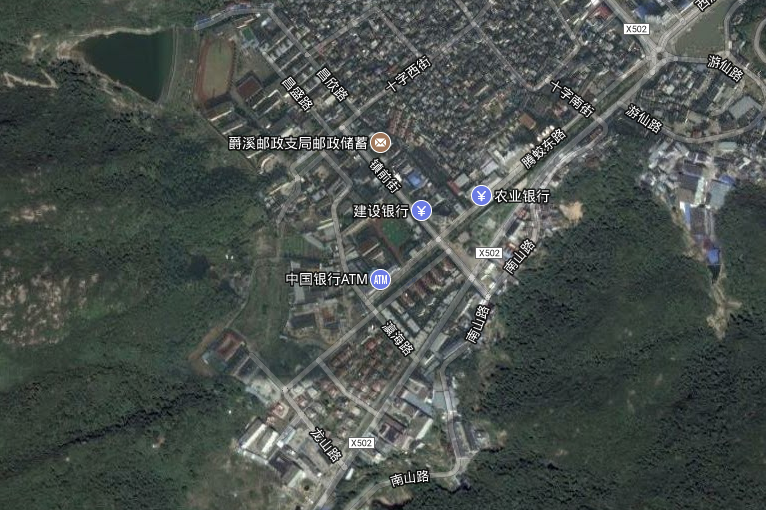 西
X502
游仙路
十字西街
昌欣路
昌盛路
十字南街
游仙路
腾蛟东路
爵溪邮政支局邮政储蓄
镇前街
农业银行
建设银行
X502
南山路
中国银行ATM
ATM
南山路
瀛海路
龙山路
X502
南山路